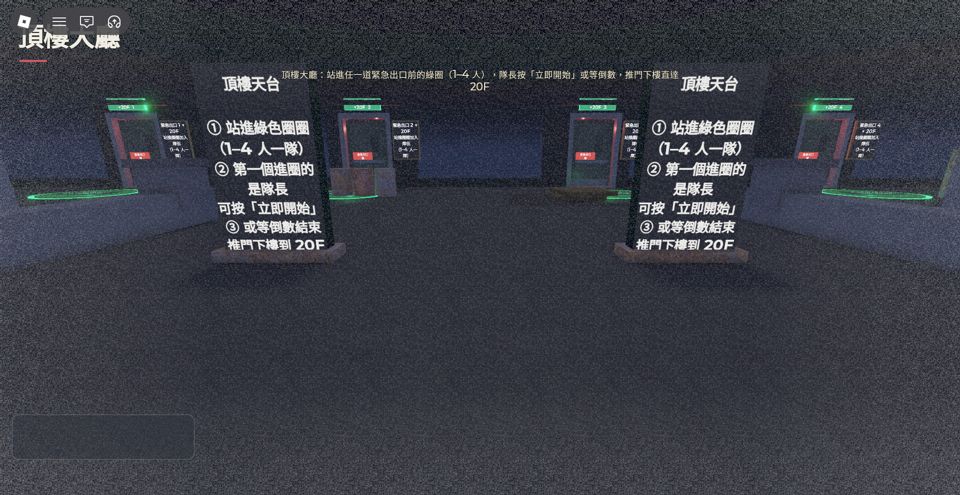 頂樓大廳
頂樓大廳：站進任一道緊急出口前的綠圈（1–4 人），隊長按「立即開始」或等倒數，推門下樓直達
20F
頂樓天台
① 站進綠色圈圈
（1–4 人一隊）
② 第一個進圈的
是隊長
可按「立即開始」
③ 或等倒數結束
推門下樓到 20F
頂樓天台
① 站進綠色圈圈
（1–4 人一隊）
② 第一個進圈的
是隊長
可按「立即開始」
③ 或等倒數結束
推門下樓到 20F